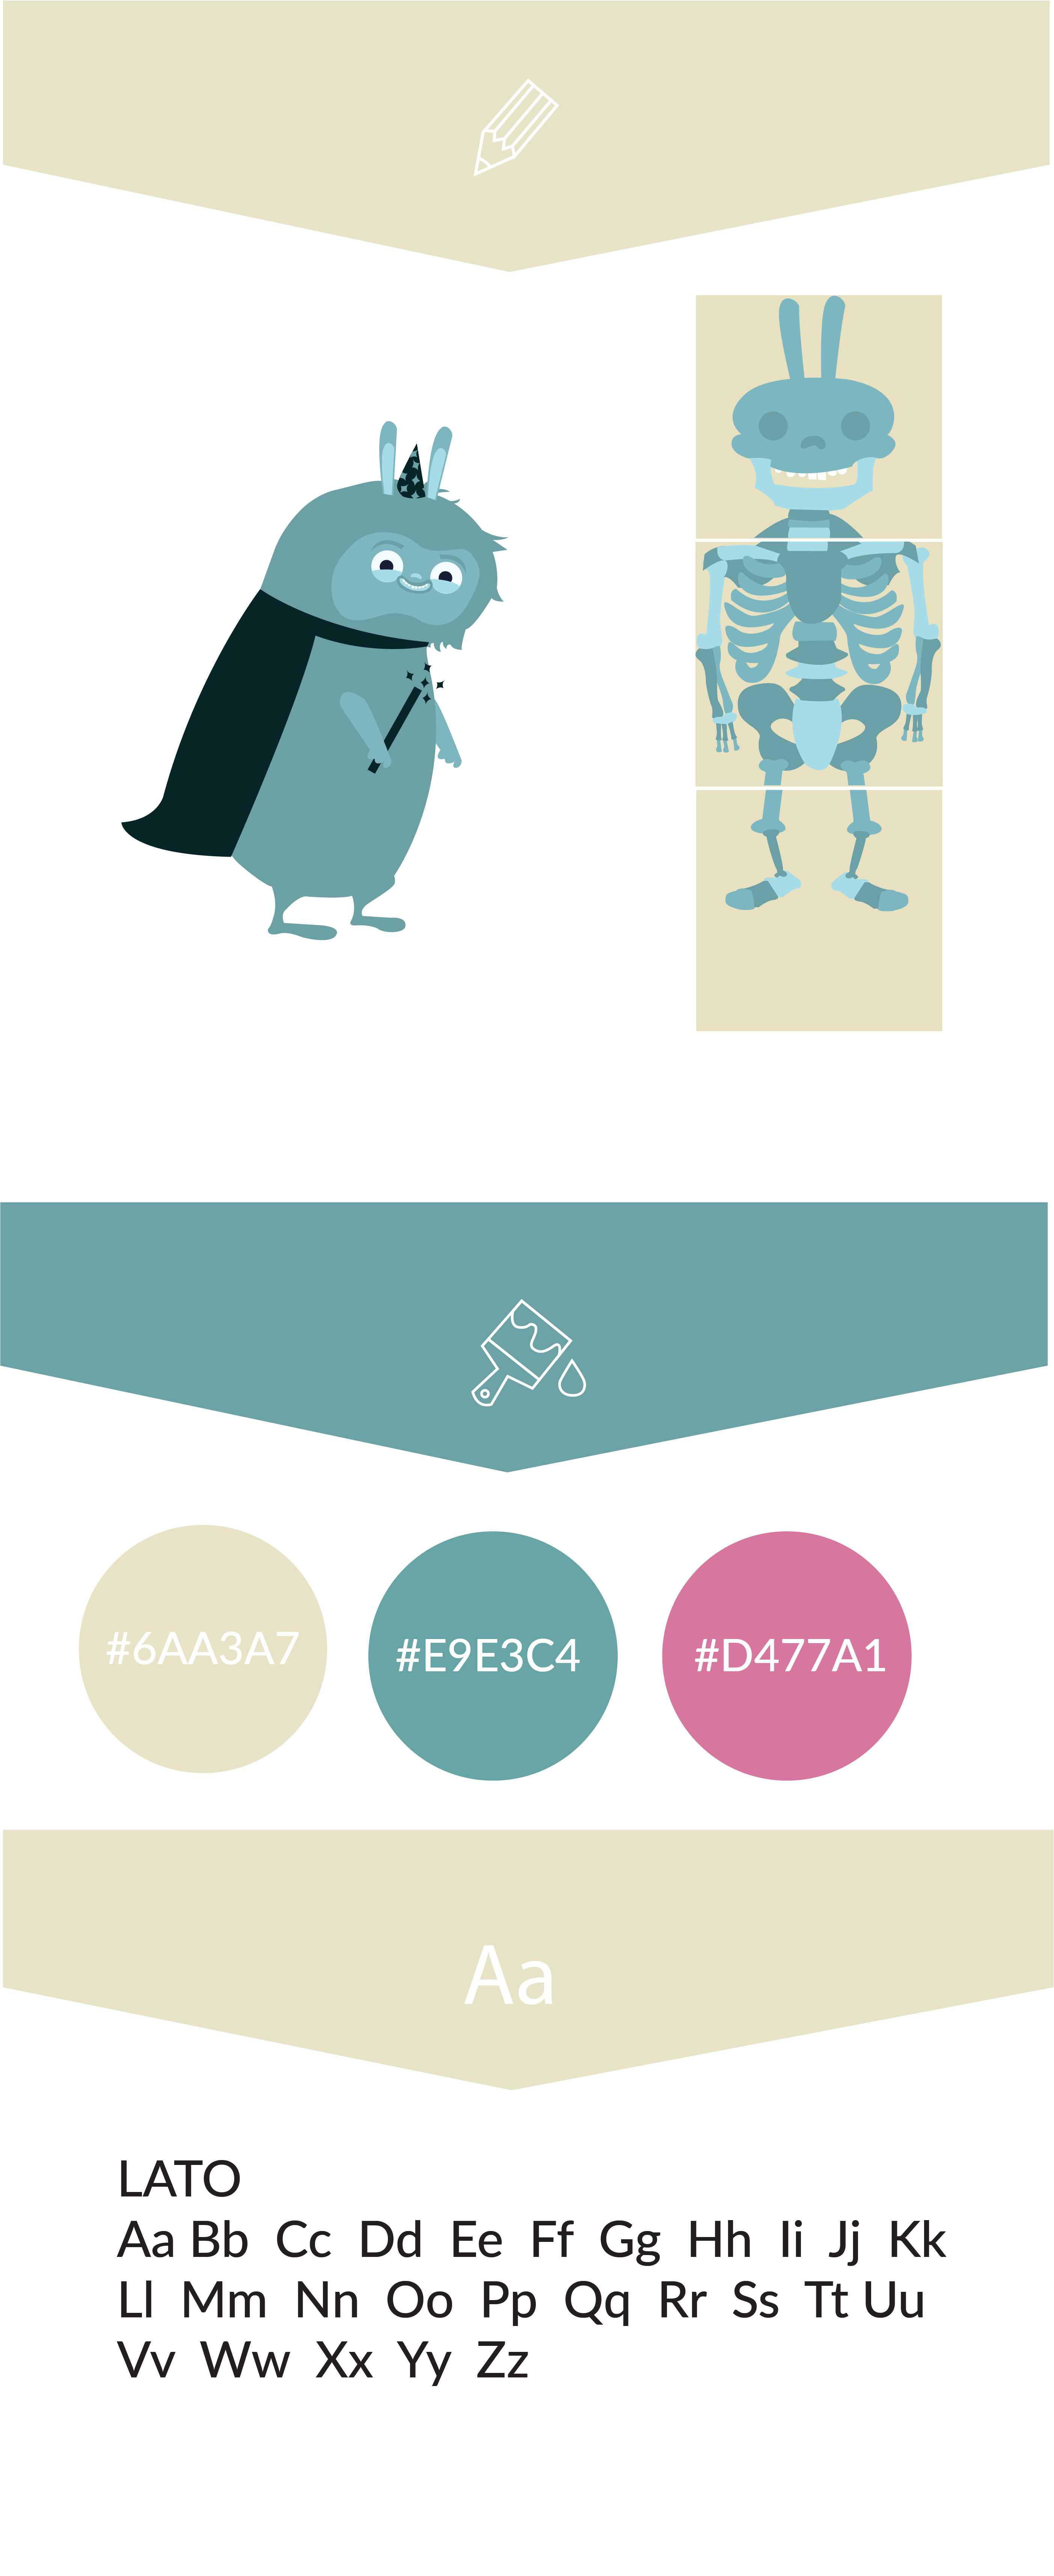 #6AA3A7
#E9E3C4
#D477A1
Aa
LATO
Aa Bb Cc Dd Ee Ff Gg Hh Ii Jj Kk
Ll Mm Nn Oo Pp Qq Rr Ss Tt Uu
Vv Ww Xx Yy Zz